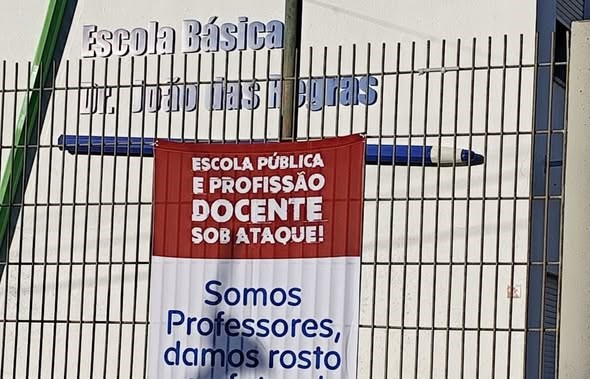 Escola Básica
Dr. João das Regras
ESCOLA PÚBLICA
E PROFISSÃO
DOCENTE
SOB ATAQUE!
Somos
Professores,
damos rosto